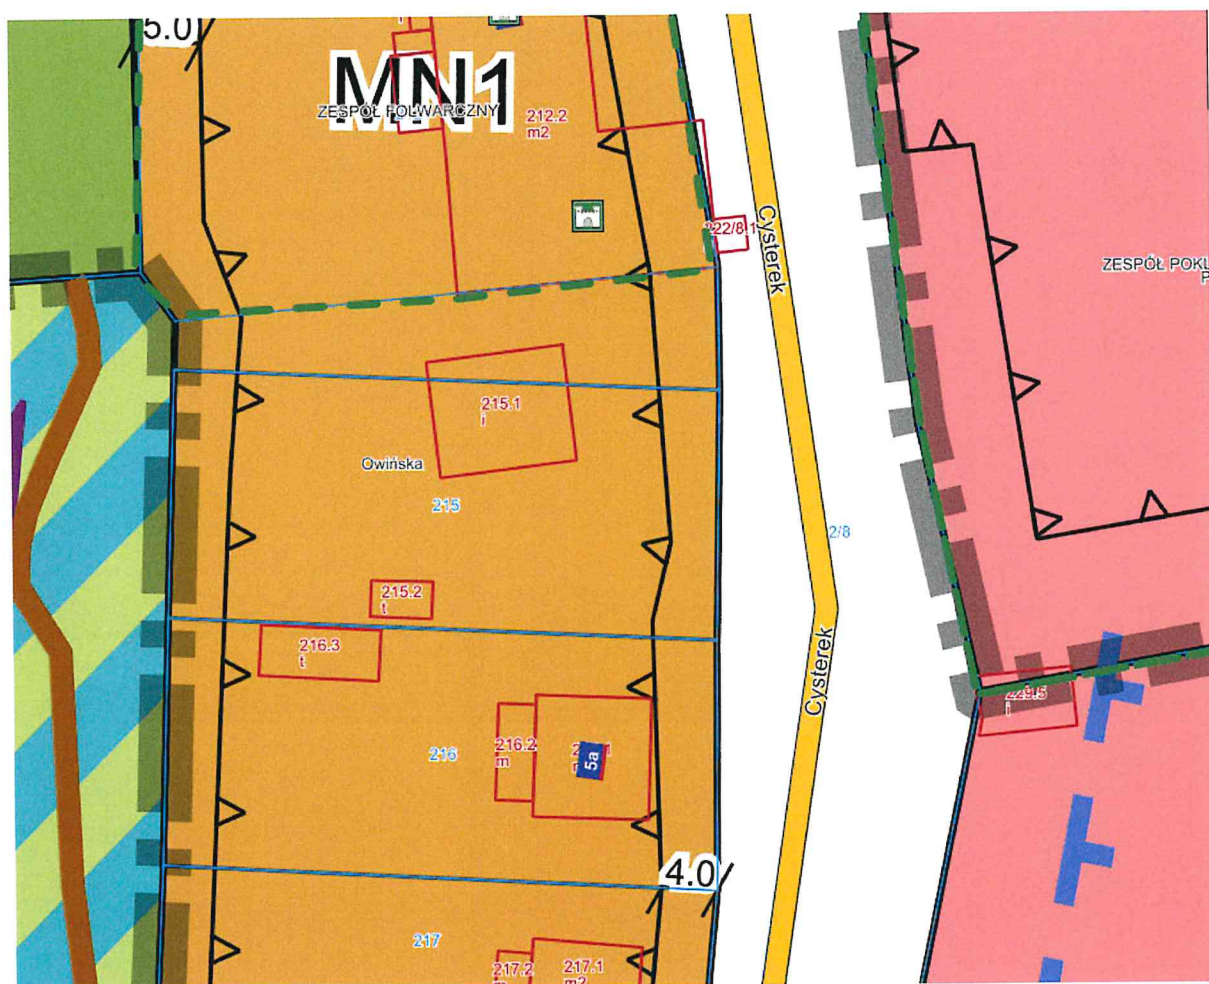 5.0
MN1
ZESPÓŁ FOLWARCZNY
212.2
m2
222/8.1
Cysterek
215.1
i
Owińska
215
2/8
215.2
t
216.3
t
Cysterek
216.2
m
216
5a
229.5
i
4.0
217
217.2
217.1
m2
ZESPÓŁ